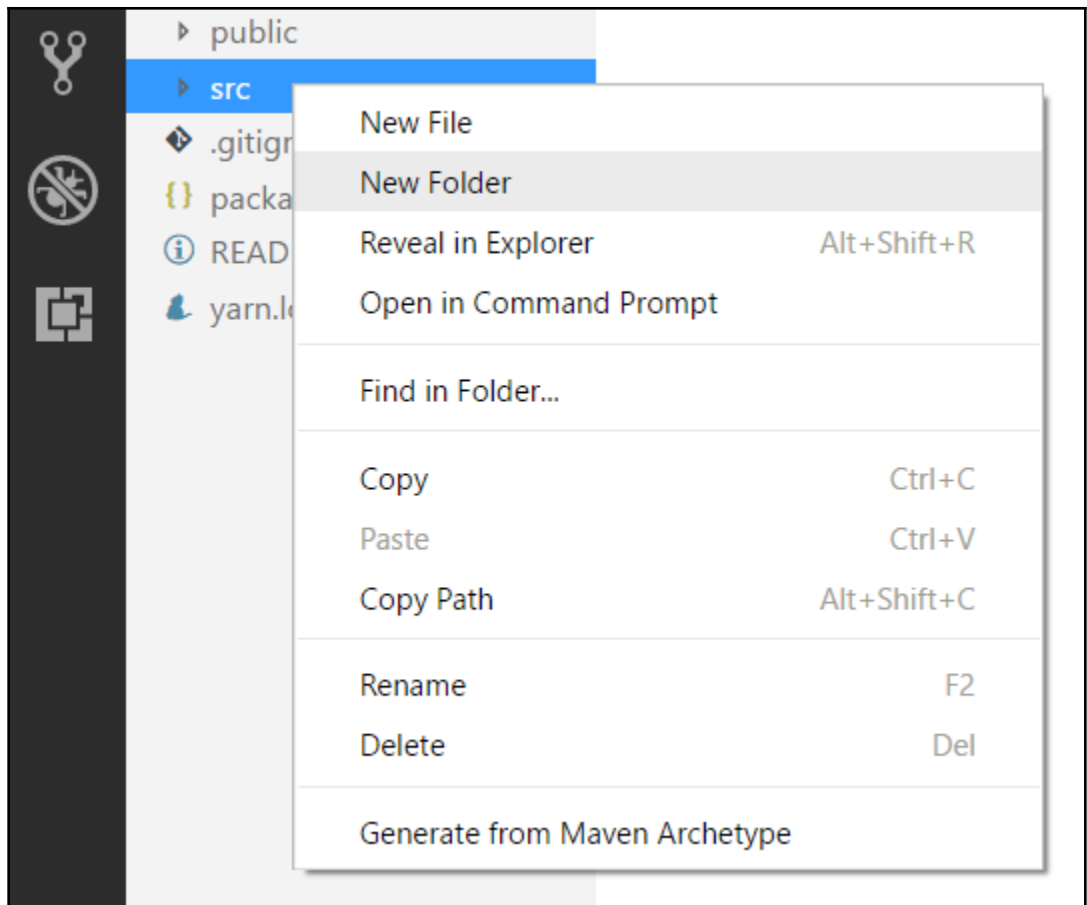 public
src
.gitigr
packa
READ
yarn.l
New File
New Folder
Reveal in Explorer Alt+Shift+R
Open in Command Prompt
Find in Folder...
Copy Ctrl+C
Paste Ctrl+V
Copy Path Alt+Shift+C
Rename F2
Delete Del
Generate from Maven Archetype